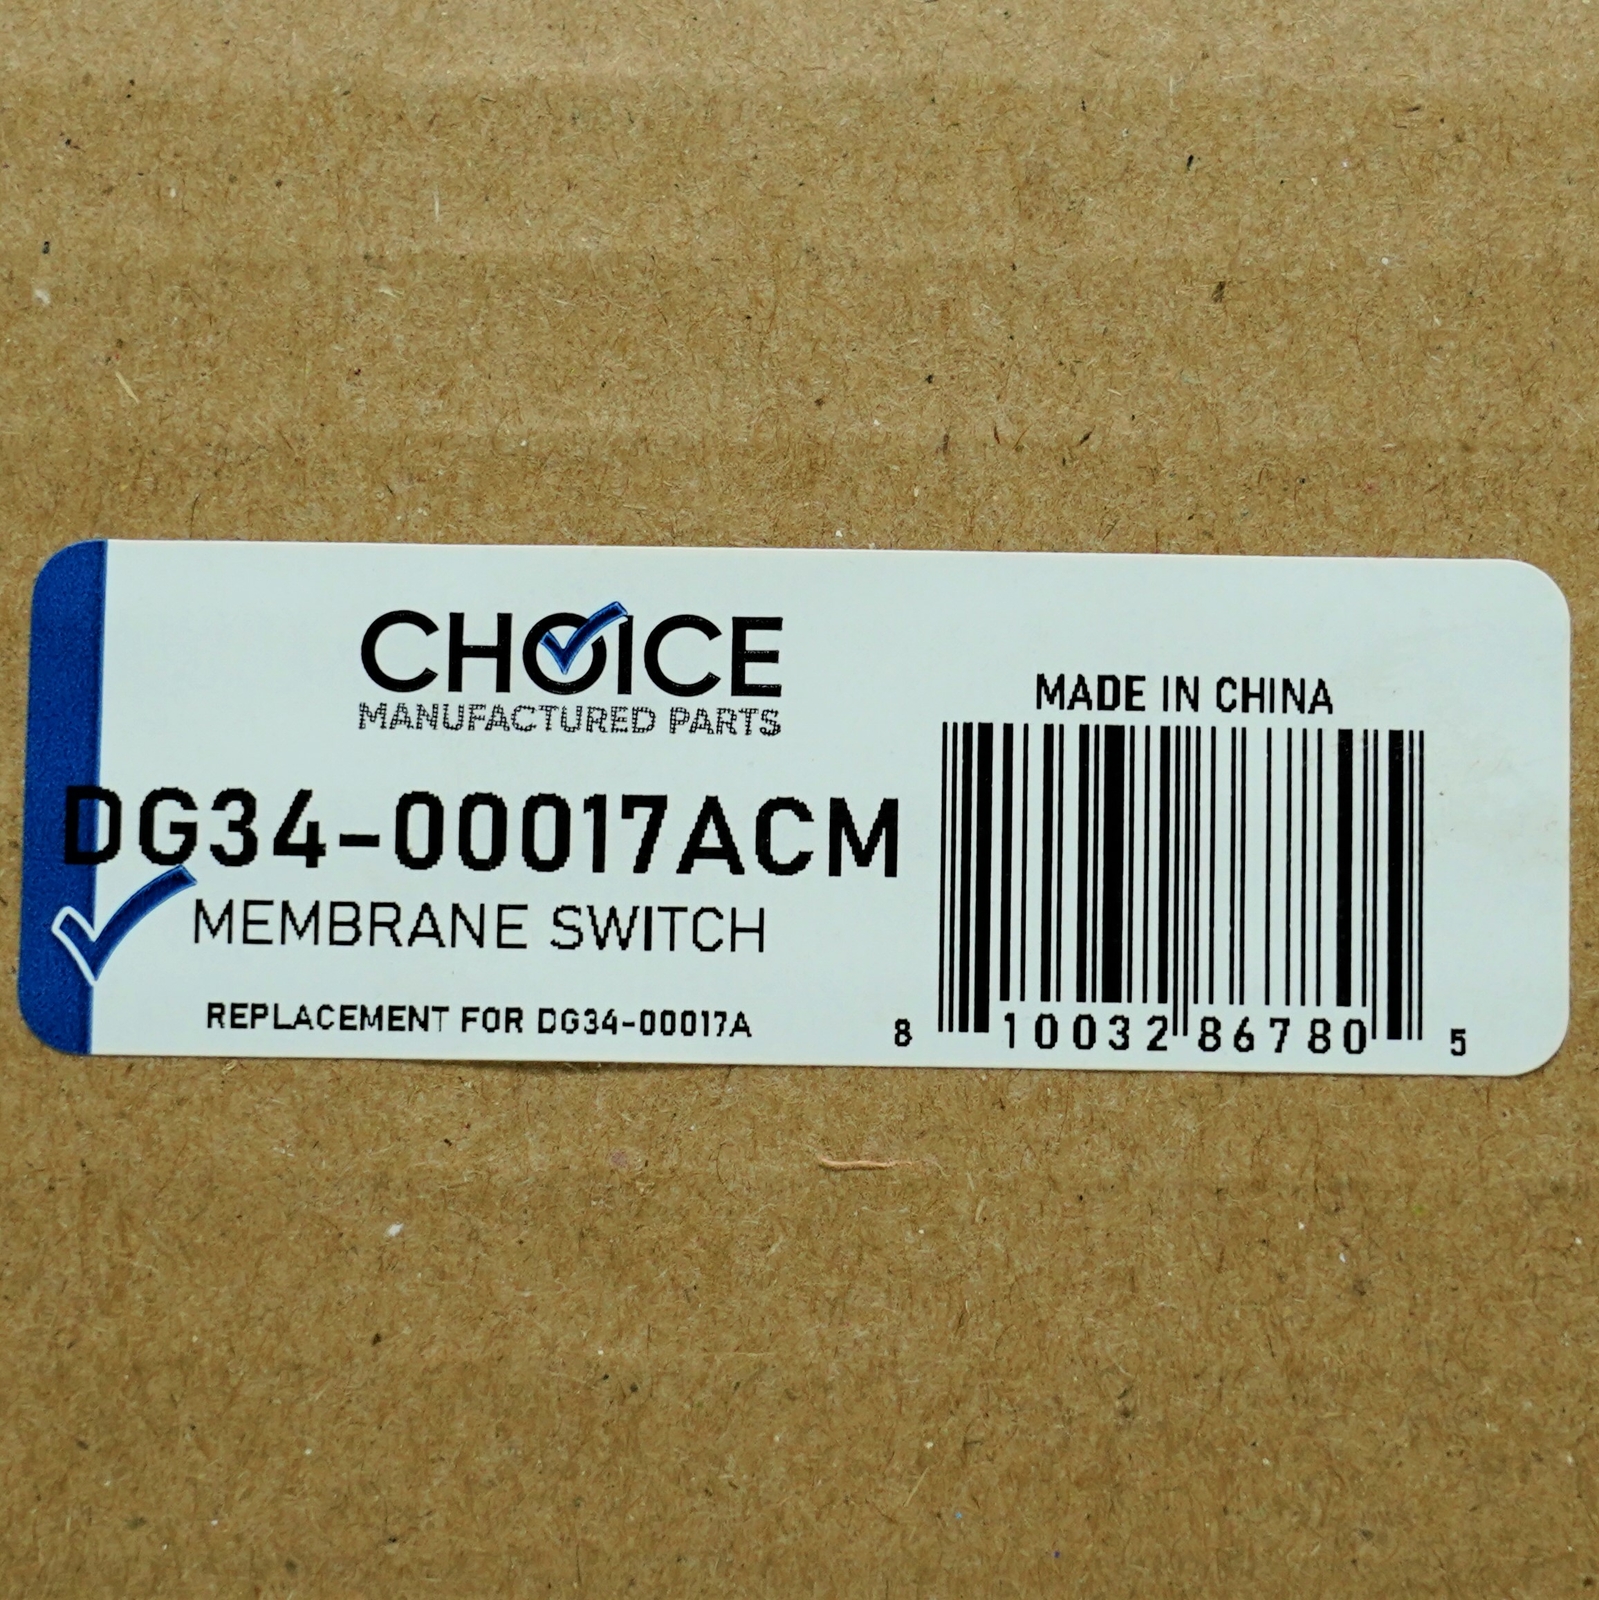 CHOICE
MANUFACTURED PARTS
DG34-00017ACM
MEMBRANE SWITCH
REPLACEMENT FOR DG34-00017A
MADE IN CHINA
8 10032 86780 5